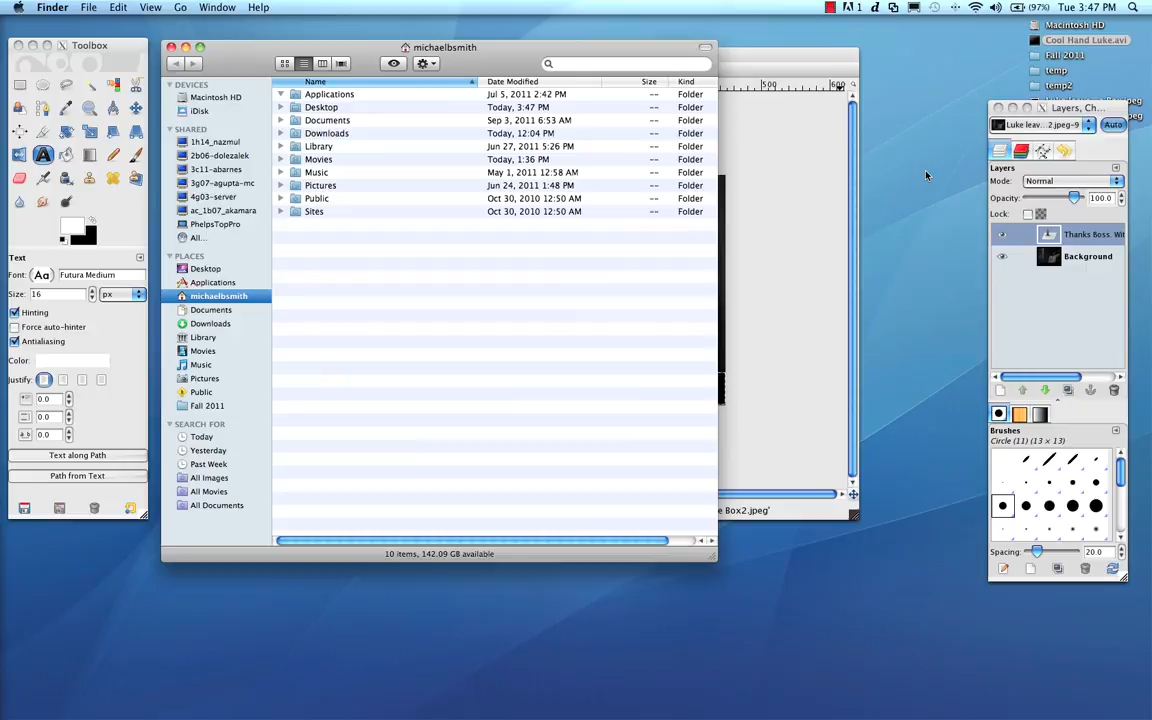 Finder File Edit View Go Window Help
(97%) Tue 3:47 PM
Macintosh HD
Cool Hand Luke.avi
Fall 2011
temp
temp2
Toolbox
michaelbsmith
DEVICES
Macintosh HD
iDisk
SHARED
1h14_nazmul
2b06-dolezalek
3c11-asbarnes
3g07-agupta-mc
4g03-server
ac_1b07_akamara
PhelpsTopPro
All...
PLACES
Desktop
Applications
michaelbsmith
Documents
Downloads
Library
Movies
Music
Pictures
Public
Fall 2011
SEARCH FOR
Today
Yesterday
Past Week
All Images
All Movies
All Documents
Name Date Modified Size Kind
Applications Jul 5, 2011 2:42 PM -- Folder
Desktop Today, 3:47 PM -- Folder
Documents Sep 3, 2011 6:53 AM -- Folder
Downloads Today, 12:04 PM -- Folder
Library Jun 27, 2011 5:26 PM -- Folder
Movies Today, 1:36 PM -- Folder
Music May 1, 2011 12:58 AM -- Folder
Pictures Jun 24, 2011 1:48 PM -- Folder
Public Oct 30, 2010 12:50 AM -- Folder
Sites Oct 30, 2010 12:50 AM -- Folder
10 items, 142.09 GB available
500
e Box2.jpeg'
Text
Font: Aa Futura Medium
Size: 16 px
Hinting
Force auto-hinter
Antialiasing
Color:
Justify:
0.0
0.0
0.0
Text along Path
Path from Text
Layers, Ch...
Luke leav...2.jpeg-9 Auto
Layers
Mode: Normal
Opacity: 100.0
Lock:
Thanks Boss. Wit
Background
Brushes
Circle (11) (13 × 13)
Spacing: 20.0